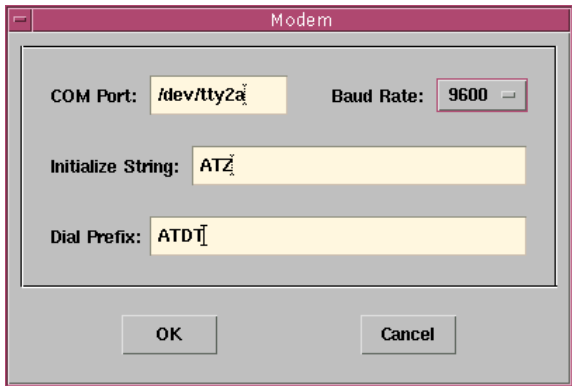 Modem
COM Port: /dev/tty2a Baud Rate: 9600
Initialize String: ATZ
Dial Prefix: ATDT
OK Cancel